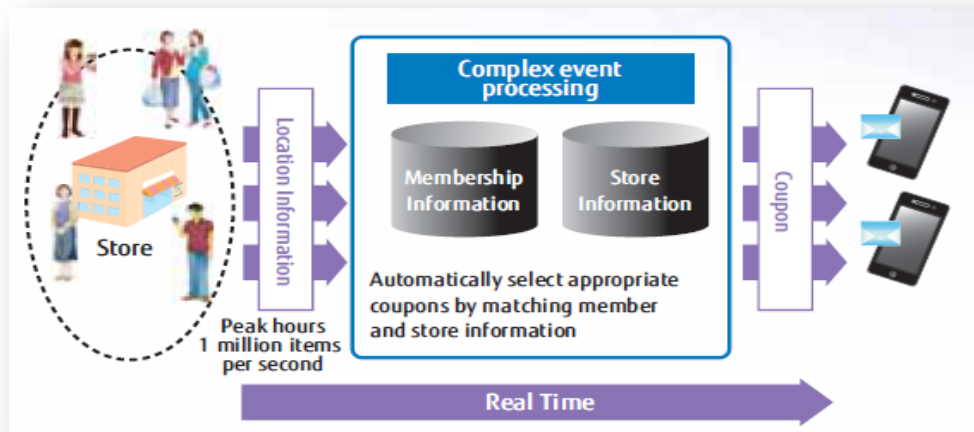 Store
Location Information
Peak hours
1 million items
per second
Complex event
processing
Membership
Information
Store
Information
Automatically select appropriate
coupons by matching member
and store information
Coupon
Real Time